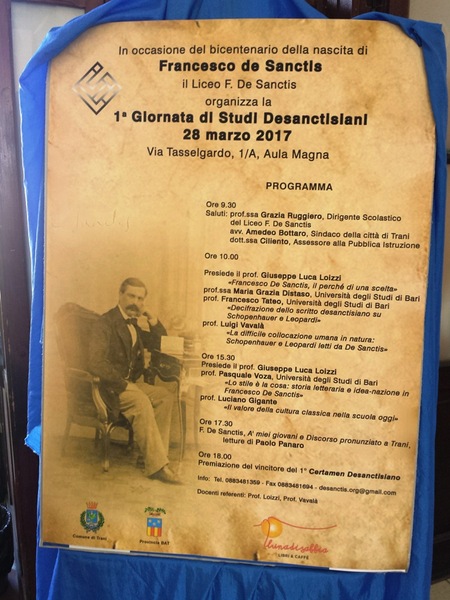 In occasione del bicentenario della nascita di
Francesco de Sanctis
il Liceo F. De Sanctis
organizza la
1ª Giornata di Studi Desanctisiani
28 marzo 2017
Via Tasselgardo, 1/A, Aula Magna
PROGRAMMA
Ore 9.30
Saluti: prof.ssa Grazia Ruggiero, Dirigente Scolastico
del Liceo F. De Sanctis
avv. Amedeo Bottaro, Sindaco della città di Trani
dott.ssa Ciliento, Assessore alla Pubblica Istruzione
Ore 10.00
Presiede il prof. Giuseppe Luca Loizzi
«Francesco De Sanctis, il perché di una scelta»
prof.ssa Maria Grazia Distaso, Università degli Studi di Bari
prof. Francesco Tateo, Università degli Studi di Bari
«Decifrazione dello scritto desanctisiano su
Schopenhauer e Leopardi»
prof. Luigi Vavalà
«La difficile collocazione umana in natura:
Schopenhauer e Leopardi letti da De Sanctis»
Ore 15.30
Presiede il prof. Giuseppe Luca Loizzi
prof. Pasquale Voza, Università degli Studi di Bari
«Lo stile è la cosa: storia letteraria e idea-nazione in
Francesco De Sanctis»
prof. Luciano Gigante
«Il valore della cultura classica nella scuola oggi»
Ore 17.30
F. De Sanctis, A' miei giovani e Discorso pronunziato a Trani,
letture di Paolo Panaro
Ore 18.00
Premiazione del vincitore del 1° Certamen Desanctisiano
Info: Tel. 0883481359 - Fax 0883481694 - desanctis.org@gmail.com
Docenti referenti: Prof. Loizzi, Prof. Vavalà
Comune di Trani
Provincia BAT
Lunadisabbia
LIBRI & CAFFÈ